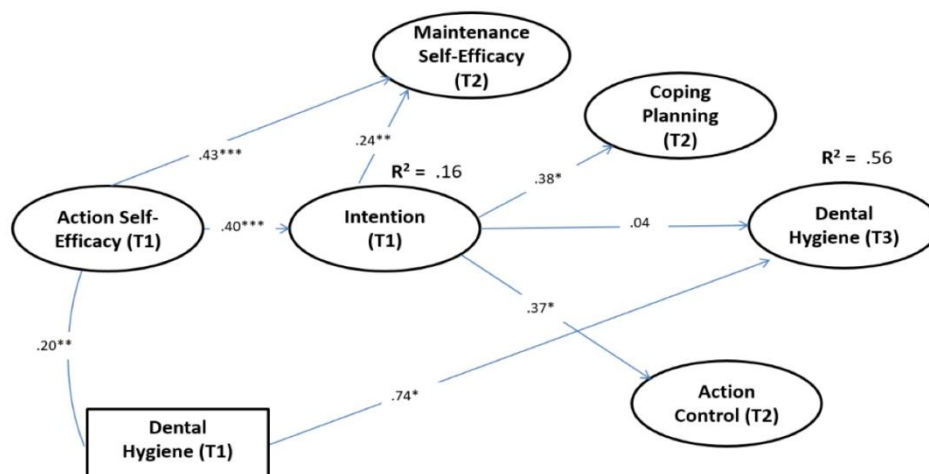 Maintenance
Self-Efficacy
(T2)
Coping
Planning
(T2)
.43***
.24**
R² = .16
.38*
R² = .56
Action Self-
Efficacy (T1)
.40***
Intention
(T1)
.04
Dental
Hygiene (T3)
.37*
.20**
.74*
Action
Control (T2)
Dental
Hygiene (T1)